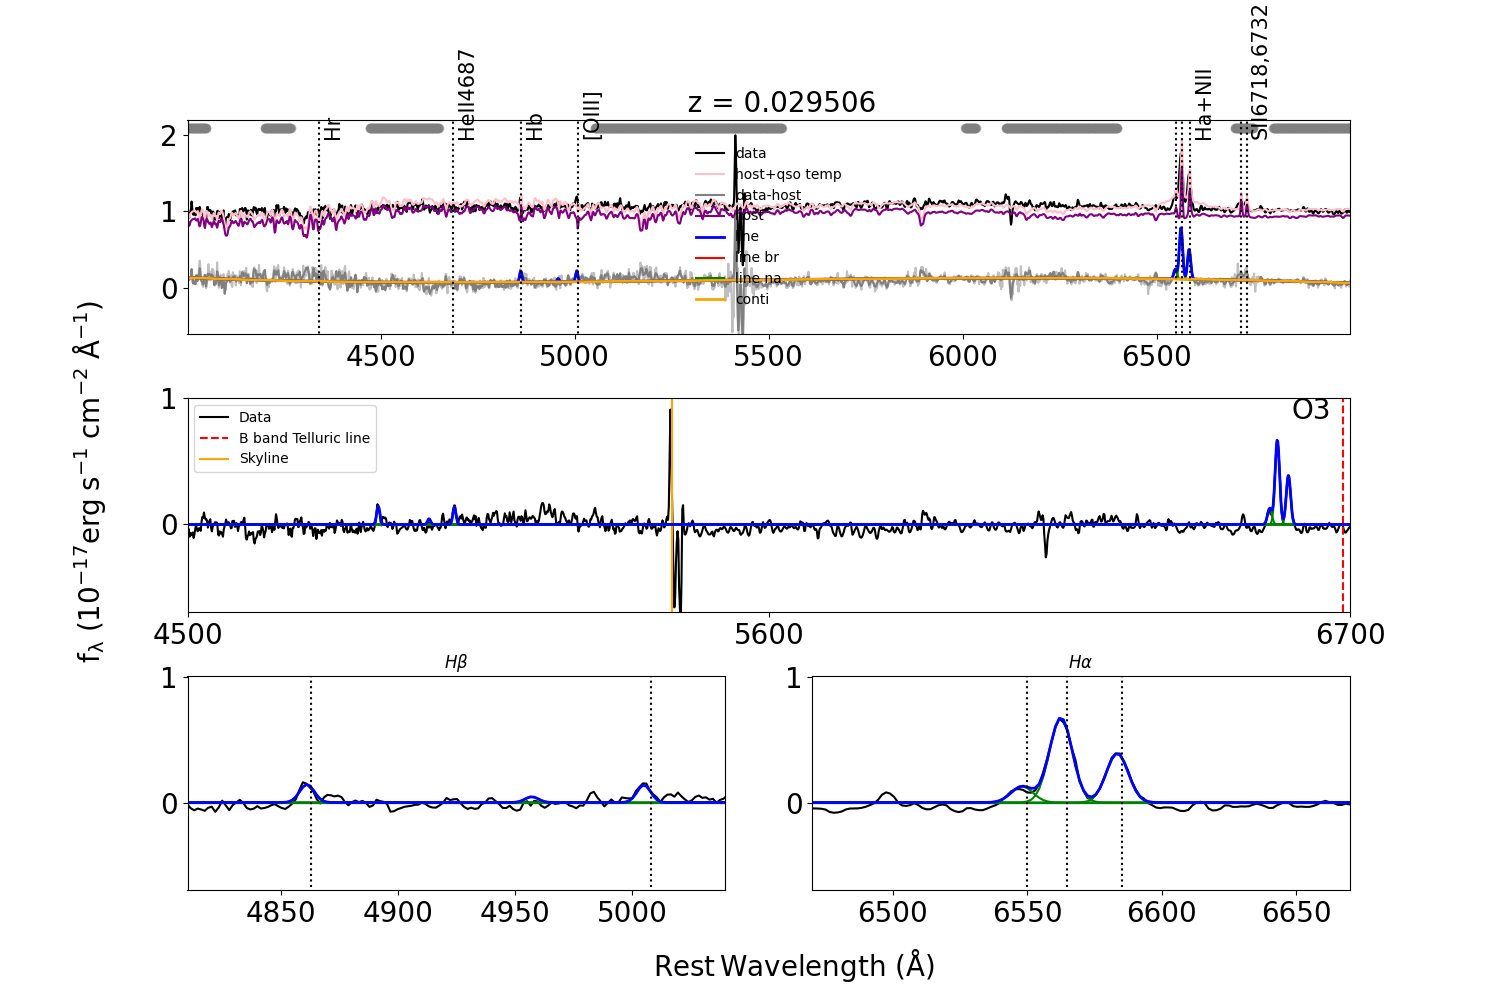 z = 0.029506
Hr
HeII4687
Hb
[OIII]
Ha+NII
SII6718,6732
2
1
0
data
host+qso temp
data-host
host
line
line br
line na
conti
4500 5000 5500 6000 6500
fλ (10−17erg s−1 cm−2 Å−1)
1
0
Data
B band Telluric line
Skyline
O3
4500 5600 6700
Hβ
1
0
4850 4900 4950 5000
Hα
1
0
6500 6550 6600 6650
Rest Wavelength (Å)